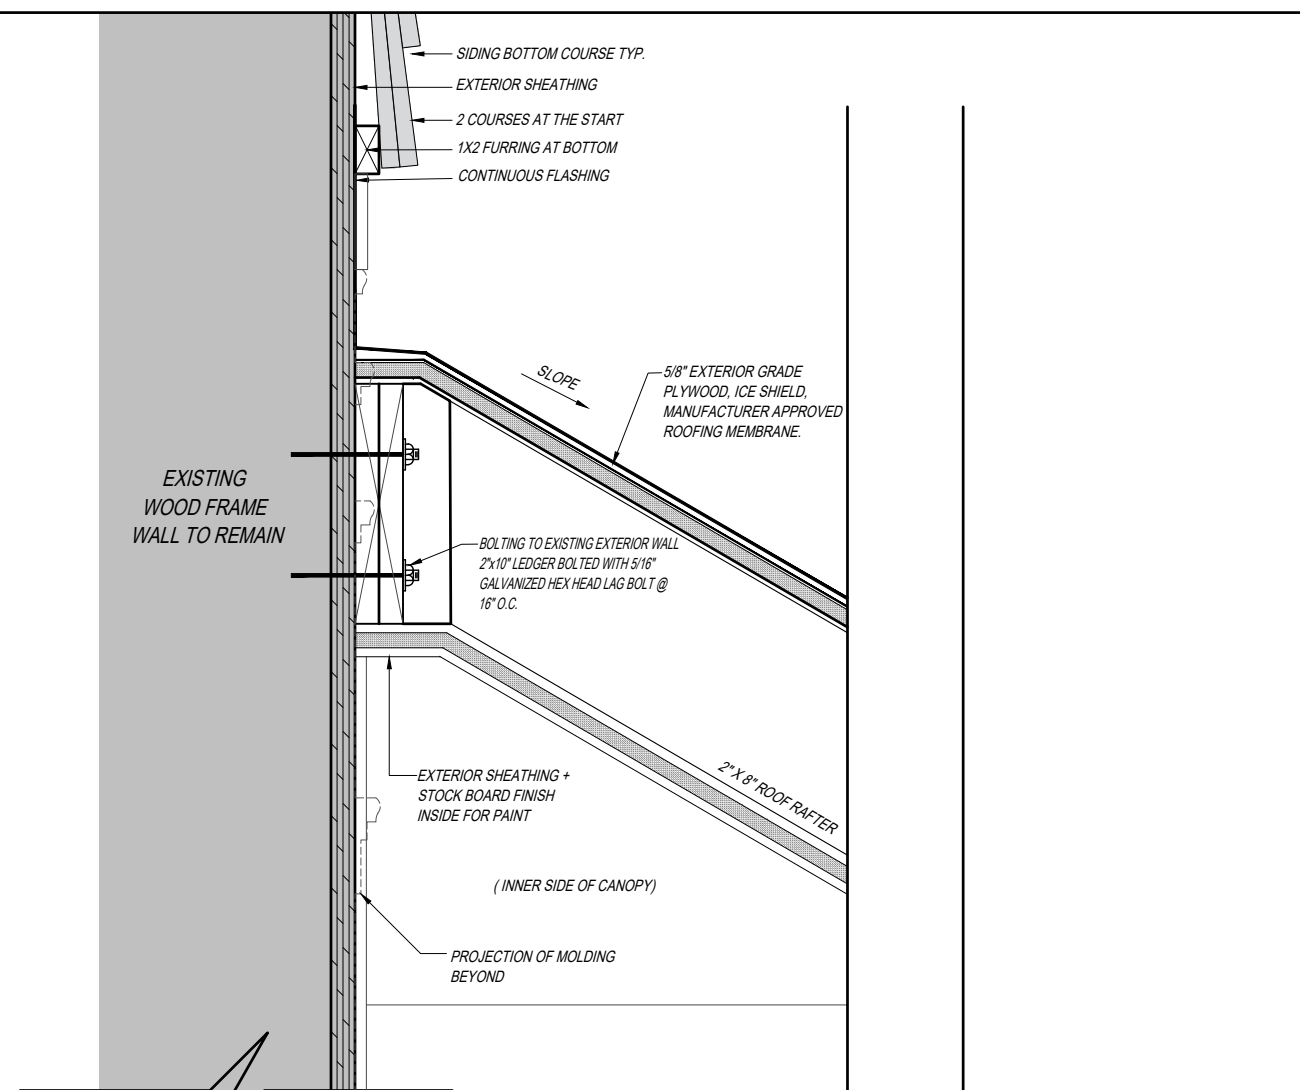 SIDING BOTTOM COURSE TYP.
EXTERIOR SHEATHING
2 COURSES AT THE START
1X2 FURRING AT BOTTOM
CONTINUOUS FLASHING
SLOPE
5/8" EXTERIOR GRADE
PLYWOOD, ICE SHIELD,
MANUFACTURER APPROVED
ROOFING MEMBRANE.
EXISTING
WOOD FRAME
WALL TO REMAIN
BOLTING TO EXISTING EXTERIOR WALL
2"x10" LEDGER BOLTED WITH 5/16"
GALVANIZED HEX HEAD LAG BOLT @
16" O.C.
2" X 8" ROOF RAFTER
EXTERIOR SHEATHING +
STOCK BOARD FINISH
INSIDE FOR PAINT
( INNER SIDE OF CANOPY)
PROJECTION OF MOLDING
BEYOND